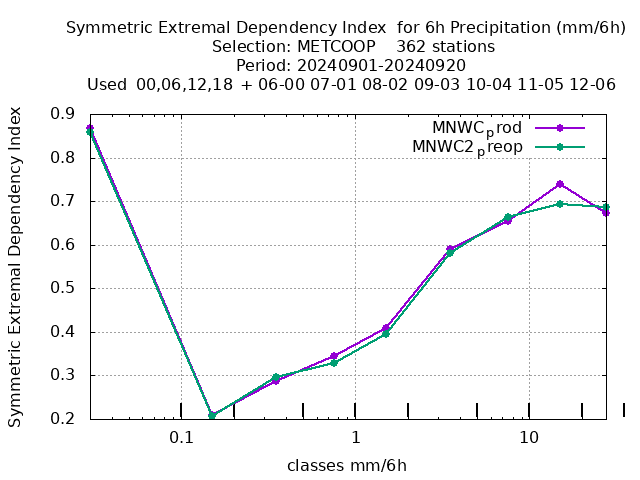 Symmetric Extremal Dependency Index  for 6h Precipitation (mm/6h)
Selection: METCOOP    362 stations
Period: 20240901-20240920
Used  00,06,12,18  + 06-00 07-01 08-02 09-03 10-04 11-05 12-06
Symmetric Extremal Dependency Index
0.9
0.8
0.7
0.6
0.5
0.4
0.3
0.2
MNWCprod
MNWC2preop
0.1
1
10
classes mm/6h